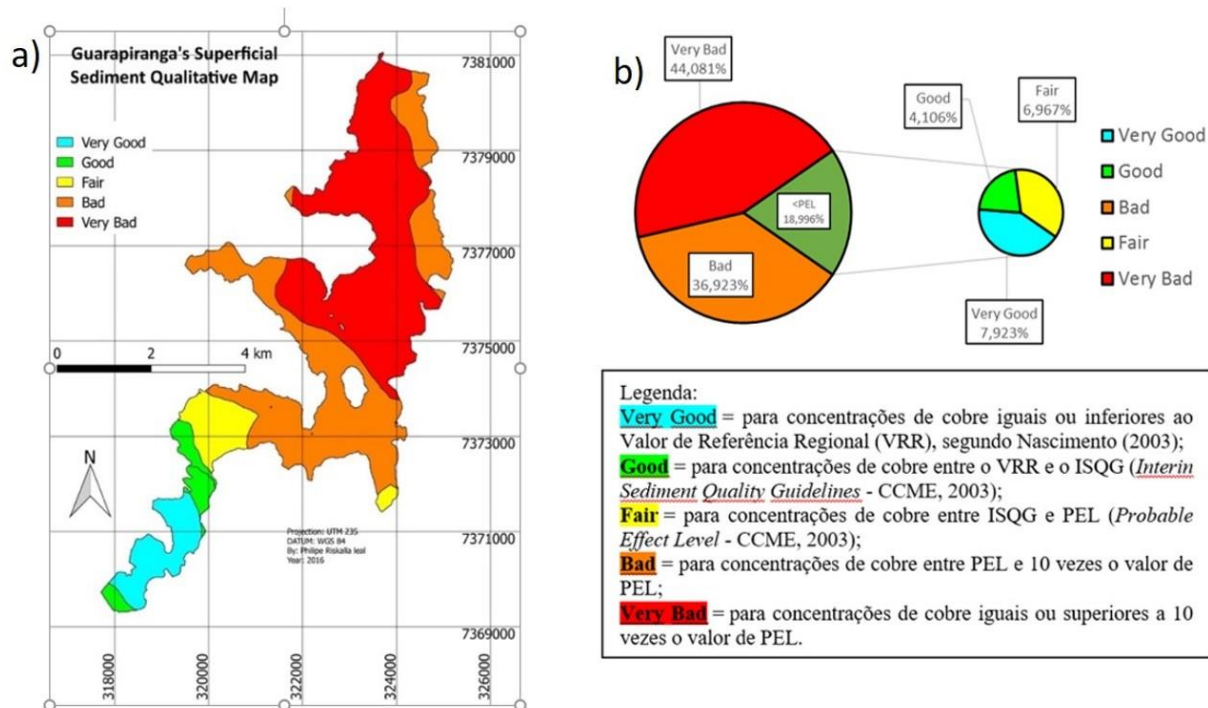 a)
Guarapiranga's Superficial
Sediment Qualitative Map
Very Good
Good
Fair
Bad
Very Bad
0 2 4 km
N
7381000
7379000
7377000
7375000
7373000
7371000
7369000
318000
320000
322000
324000
326000
Projection: UTM 23S
DATUM: WGS 84
By: Philipe Riskalla leal
Year: 2016
b)
Very Bad
44,081%
Good
4,106%
Fair
6,967%
<PEL
18,996%
Bad
36,923%
Very Good
7,923%
Very Good
Good
Bad
Fair
Very Bad
Legenda:
Very Good = para concentrações de cobre iguais ou inferiores ao
Valor de Referência Regional (VRR), segundo Nascimento (2003);
Good = para concentrações de cobre entre o VRR e o ISQG (Interin
Sediment Quality Guidelines - CCME, 2003);
Fair = para concentrações de cobre entre ISQG e PEL (Probable
Effect Level - CCME, 2003);
Bad = para concentrações de cobre entre PEL e 10 vezes o valor de
PEL;
Very Bad = para concentrações de cobre iguais ou superiores a 10
vezes o valor de PEL.